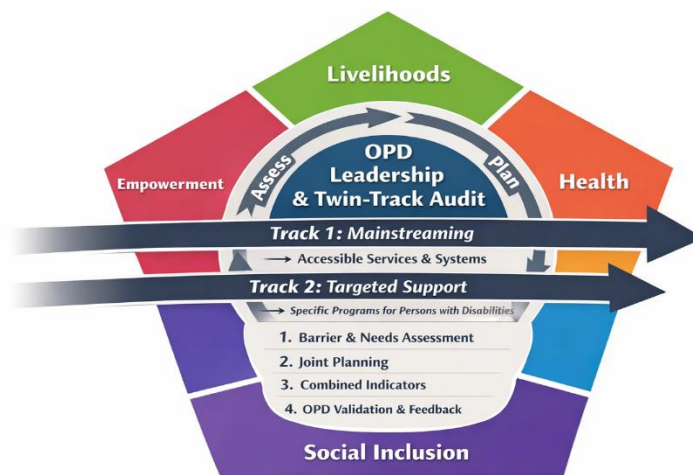 Livelihoods
Assess
Plan
OPD
Leadership
& Twin-Track Audit
Empowerment
Health
Track 1: Mainstreaming
→ Accessible Services & Systems
Track 2: Targeted Support
→ Specific Programs for Persons with Disabilities
1. Barrier & Needs Assessment
2. Joint Planning
3. Combined Indicators
4. OPD Validation & Feedback
Social Inclusion